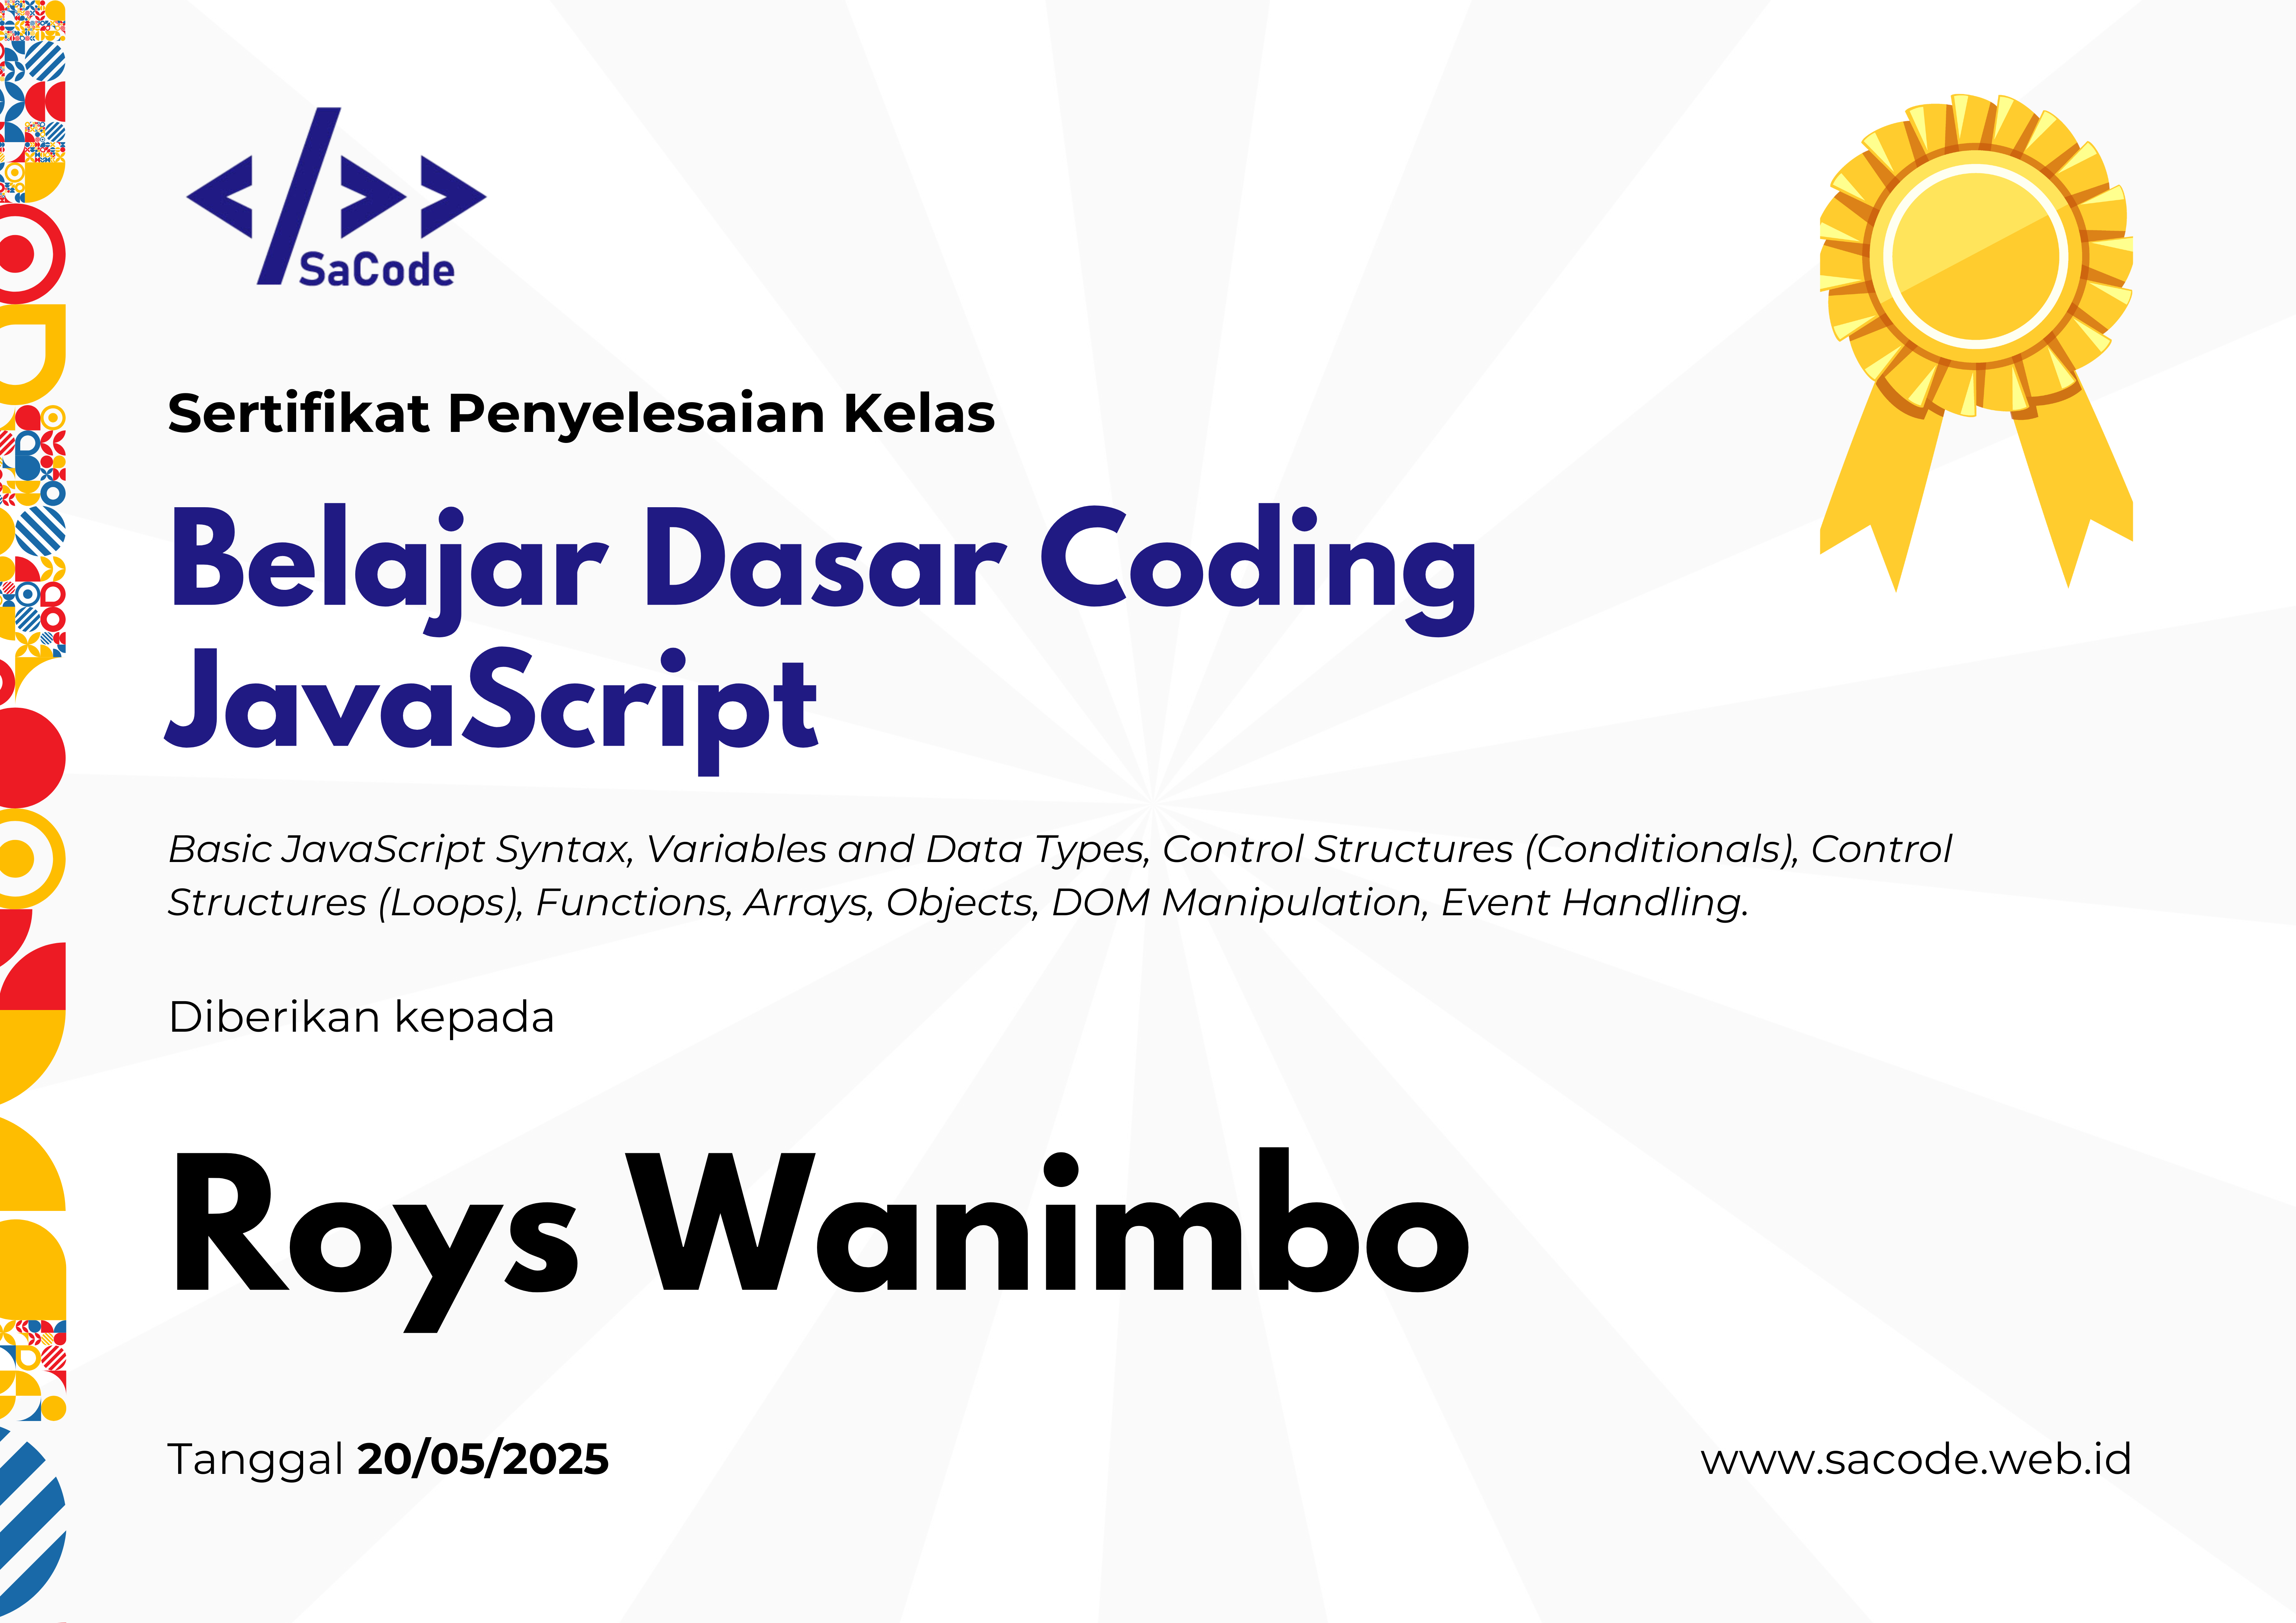 SaCode
Sertifikat Penyelesaian Kelas
Belajar Dasar Coding
JavaScript
Basic JavaScript Syntax, Variables and Data Types, Control Structures (Conditionals), Control
Structures (Loops), Functions, Arrays, Objects, DOM Manipulation, Event Handling.
Diberikan kepada
Roys Wanimbo
Tanggal 20/05/2025
www.sacode.web.id